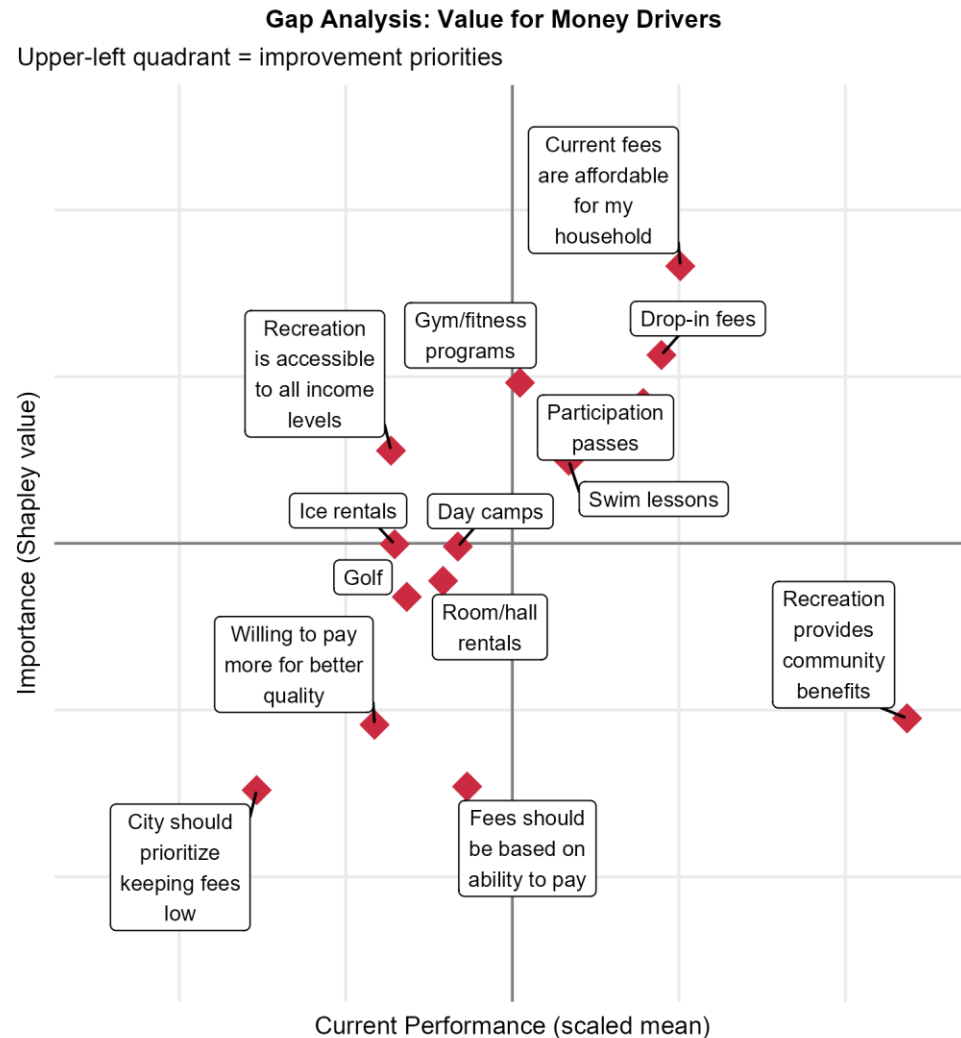 Gap Analysis: Value for Money Drivers
Upper-left quadrant = improvement priorities
Current fees
are affordable
for my
household
Drop-in fees
Gym/fitness
programs
Recreation
is accessible
to all income
levels
Participation
passes
Swim lessons
Ice rentals
Day camps
Golf
Room/hall
rentals
Recreation
provides
community
benefits
Willing to pay
more for better
quality
City should
prioritize
keeping fees
low
Fees should
be based on
ability to pay
Importance (Shapley value)
Current Performance (scaled mean)